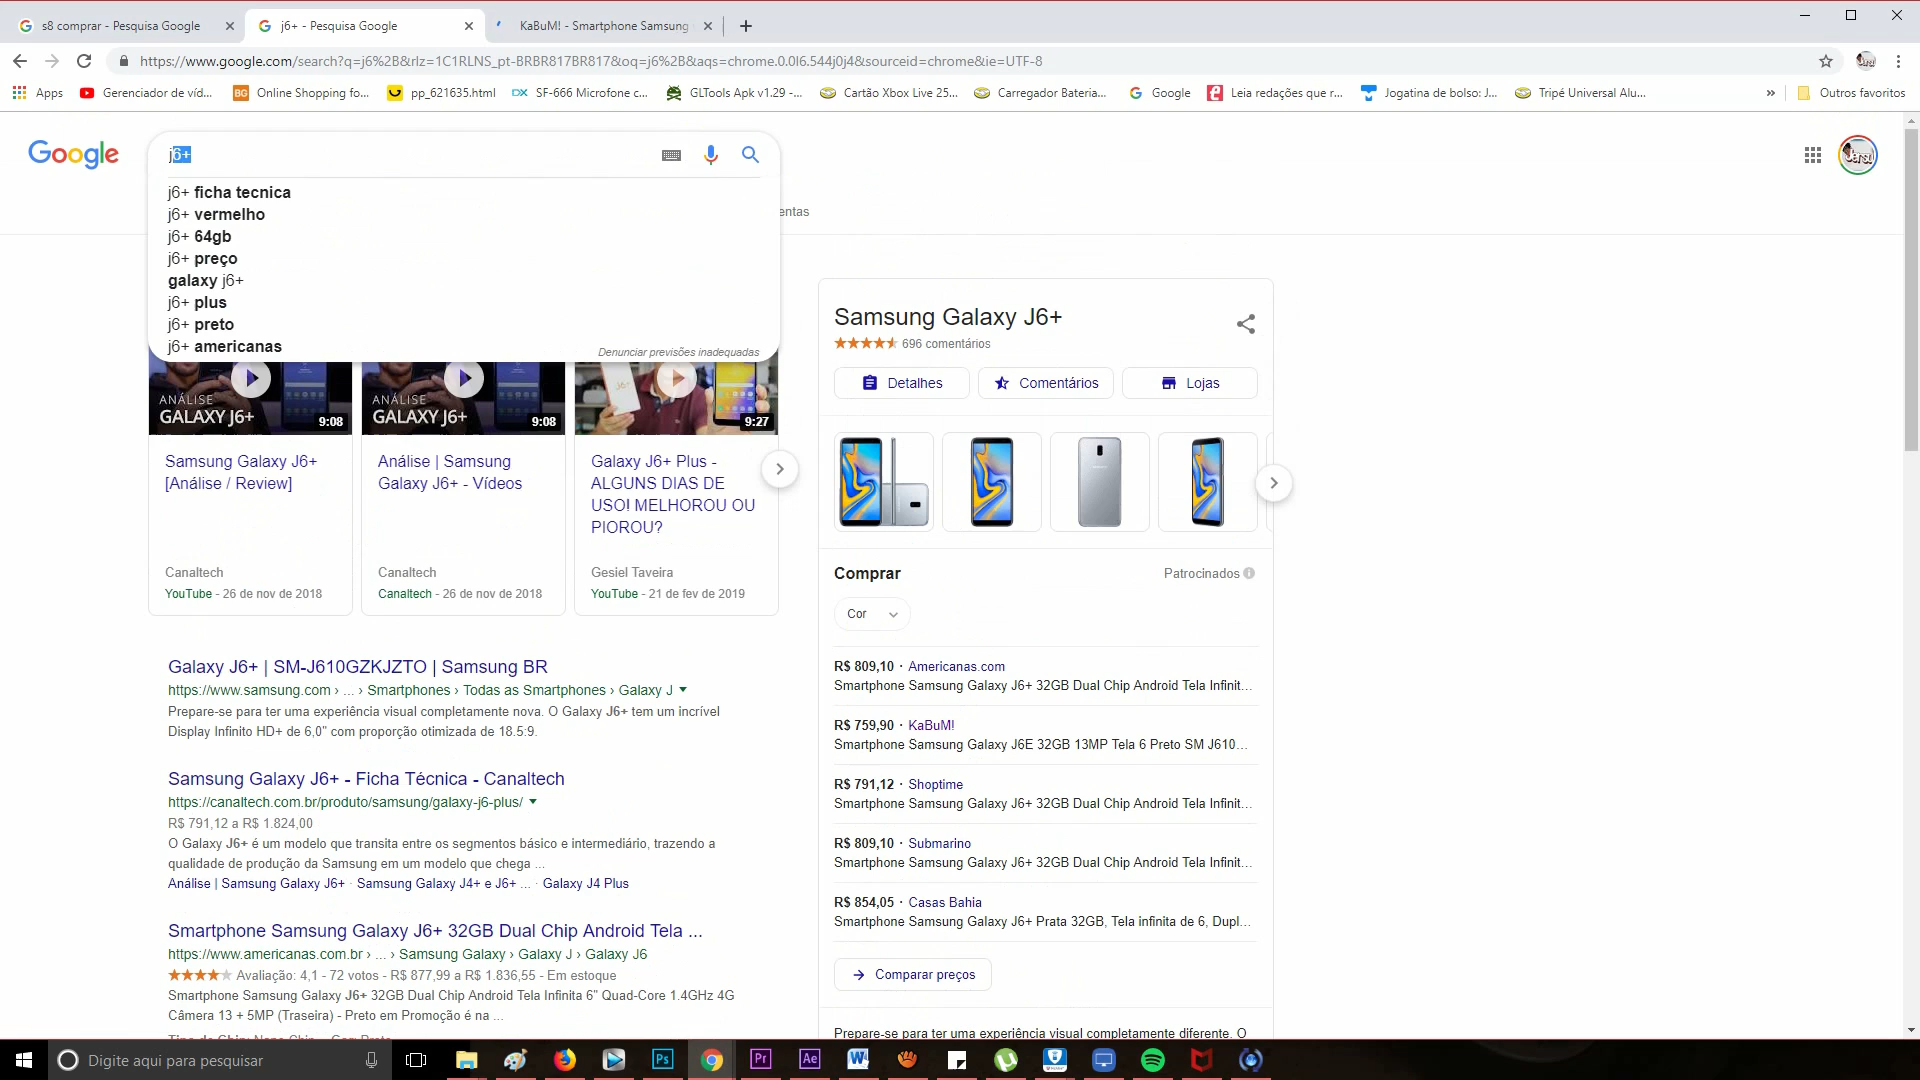 s8 comprar - Pesquisa Google
j6+ - Pesquisa Google
KaBuM! - Smartphone Samsung
https://www.google.com/search?q=j6%2B&rlz=1C1RLNS_pt-BRBR817BR817&oq=j6%2B&aqs=chrome.0.0l6.544j0j4&sourceid=chrome&ie=UTF-8
Apps
Gerenciador de víd...
Online Shopping fo...
pp_621635.html
SF-666 Microfone c...
GLTools Apk v1.29 -...
Cartão Xbox Live 25...
Carregador Bateria...
Google
Leia redações que r...
Jogatina de bolso: J...
Tripé Universal Alu...
»
Outros favoritos
Google
j6+
j6+ ficha tecnica
j6+ vermelho
j6+ 64gb
j6+ preço
galaxy j6+
j6+ plus
j6+ preto
j6+ americanas
Denunciar previsões inadequadas
entas
ANÁLISE
GALAXY J6+
9:08
ANÁLISE
GALAXY J6+
9:08
9:27
Samsung Galaxy J6+
[Análise / Review]
Canaltech
YouTube - 26 de nov de 2018
Análise | Samsung
Galaxy J6+ - Vídeos
Canaltech
Canaltech - 26 de nov de 2018
Galaxy J6+ Plus -
ALGUNS DIAS DE
USO! MELHOROU OU
PIOROU?
Gesiel Taveira
YouTube - 21 de fev de 2019
Galaxy J6+ | SM-J610GZKJZTO | Samsung BR
https://www.samsung.com › ... › Smartphones › Todas as Smartphones › Galaxy J
Prepare-se para ter uma experiência visual completamente nova. O Galaxy J6+ tem um incrível
Display Infinito HD+ de 6,0" com proporção otimizada de 18.5:9.
Samsung Galaxy J6+ - Ficha Técnica - Canaltech
https://canaltech.com.br/produto/samsung/galaxy-j6-plus/
R$ 791,12 a R$ 1.824,00
O Galaxy J6+ é um modelo que transita entre os segmentos básico e intermediário, trazendo a
qualidade de produção da Samsung em um modelo que chega ...
Análise | Samsung Galaxy J6+ · Samsung Galaxy J4+ e J6+ ... · Galaxy J4 Plus
Smartphone Samsung Galaxy J6+ 32GB Dual Chip Android Tela ...
https://www.americanas.com.br › ... › Samsung Galaxy › Galaxy J › Galaxy J6
Avaliação: 4,1 - 72 votos - R$ 877,99 a R$ 1.836,55 - Em estoque
Smartphone Samsung Galaxy J6+ 32GB Dual Chip Android Tela Infinita 6" Quad-Core 1.4GHz 4G
Câmera 13 + 5MP (Traseira) - Preto em Promoção é na ...
Samsung Galaxy J6+
696 comentários
Detalhes
Comentários
Lojas
Comprar
Patrocinados
Cor
R$ 809,10 · Americanas.com
Smartphone Samsung Galaxy J6+ 32GB Dual Chip Android Tela Infinit...
R$ 759,90 · KaBuM!
Smartphone Samsung Galaxy J6E 32GB 13MP Tela 6 Preto SM J610...
R$ 791,12 · Shoptime
Smartphone Samsung Galaxy J6+ 32GB Dual Chip Android Tela Infinit...
R$ 809,10 · Submarino
Smartphone Samsung Galaxy J6+ 32GB Dual Chip Android Tela Infinit...
R$ 854,05 · Casas Bahia
Smartphone Samsung Galaxy J6+ Prata 32GB, Tela infinita de 6, Dupl...
Comparar preços
Prepare-se para ter uma experiência visual completamente diferente. O
Digite aqui para pesquisar
Ps
Pr
Ae